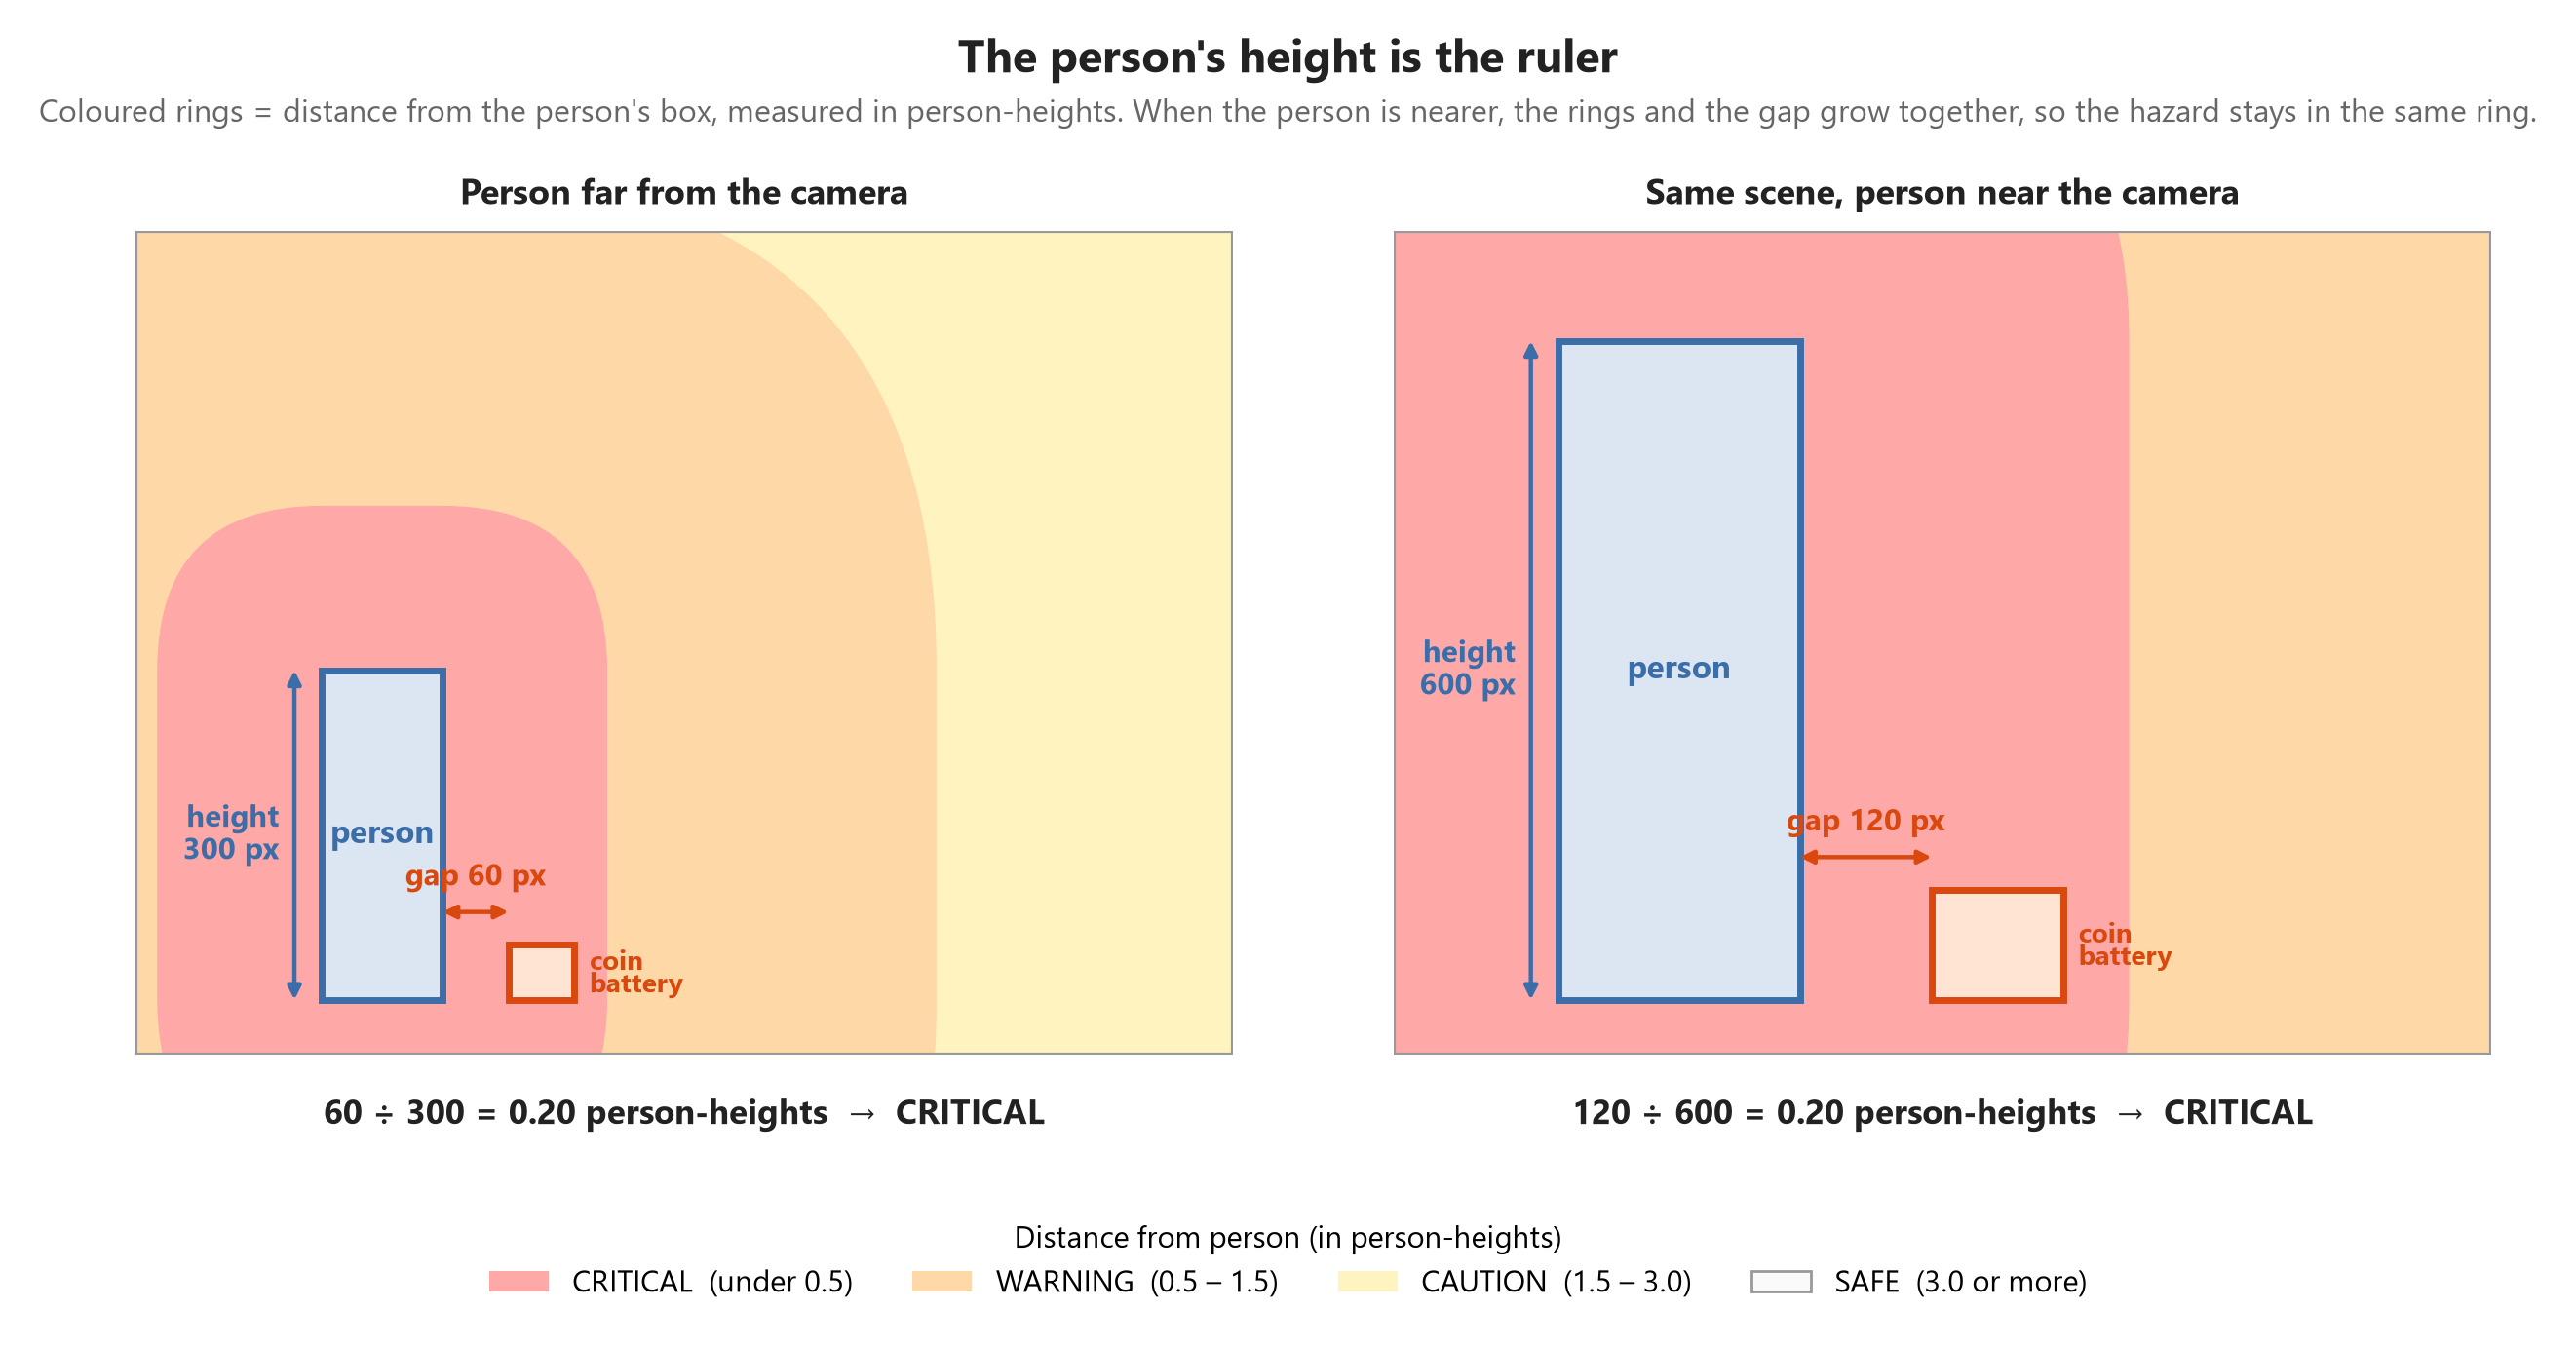 The person's height is the ruler
Coloured rings = distance from the person's box, measured in person-heights. When the person is nearer, the rings and the gap grow together, so the hazard stays in the same ring.
Person far from the camera
height
300 px
person
gap 60 px
coin
battery
60 ÷ 300 = 0.20 person-heights → CRITICAL
Same scene, person near the camera
height
600 px
person
gap 120 px
coin
battery
120 ÷ 600 = 0.20 person-heights → CRITICAL
Distance from person (in person-heights)
CRITICAL (under 0.5)
WARNING (0.5 – 1.5)
CAUTION (1.5 – 3.0)
SAFE (3.0 or more)